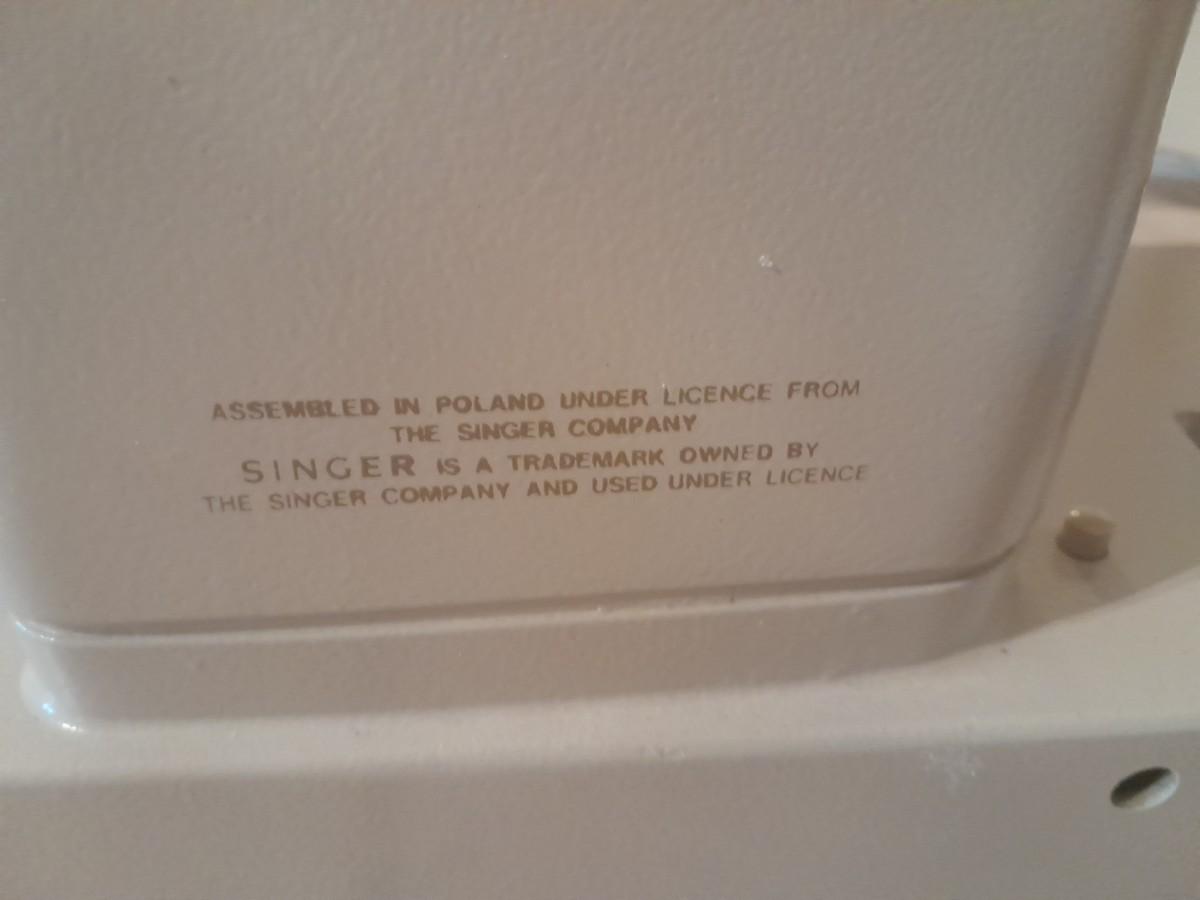 ASSEMBLED IN POLAND UNDER LICENCE FROM
THE SINGER COMPANY
SINGER IS A TRADEMARK OWNED BY
THE SINGER COMPANY AND USED UNDER LICENCE